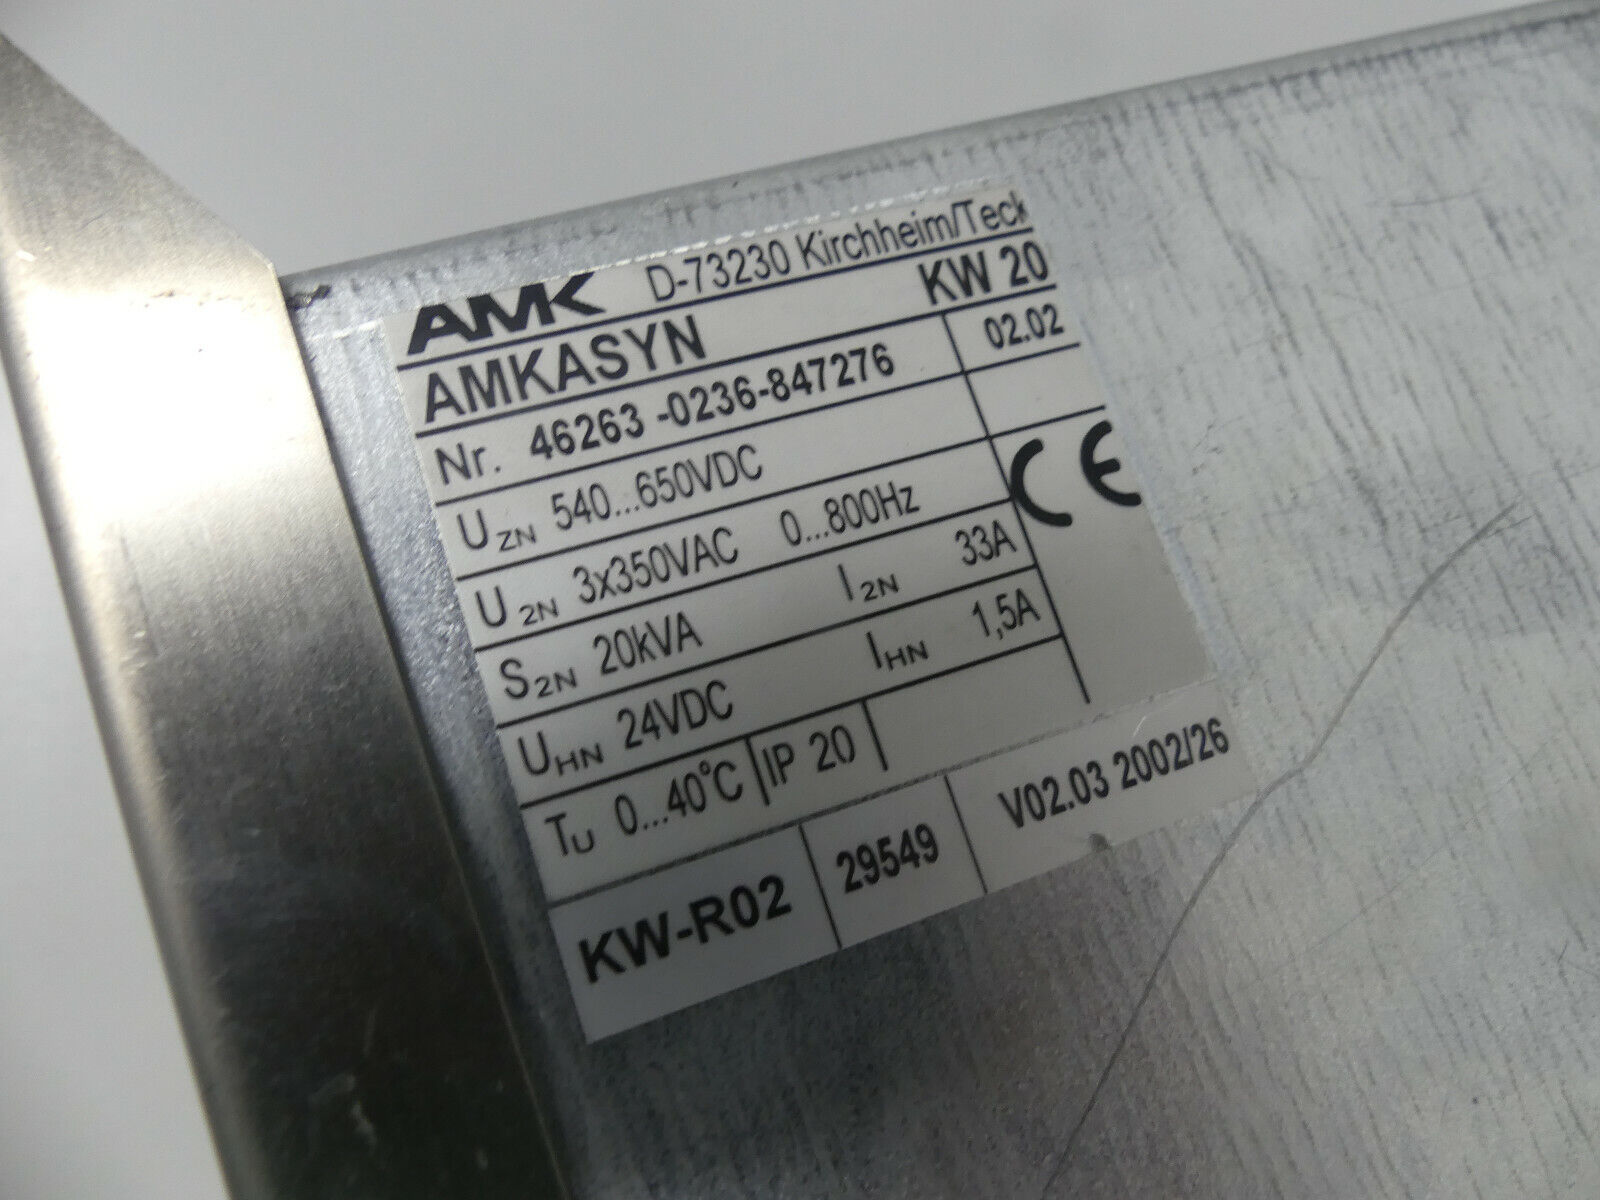 AMK D-73230 Kirchheim/Teck
AMKASYN KW 20
Nr. 46263 -0236-847276 02.02
UZN 540...650VDC
U2N 3x350VAC 0...800Hz
S2N 20kVA I2N 33A
UHN 24VDC IHN 1,5A
TU 0...40°C IP 20
CE
KW-R02 29549 V02.03 2002/26